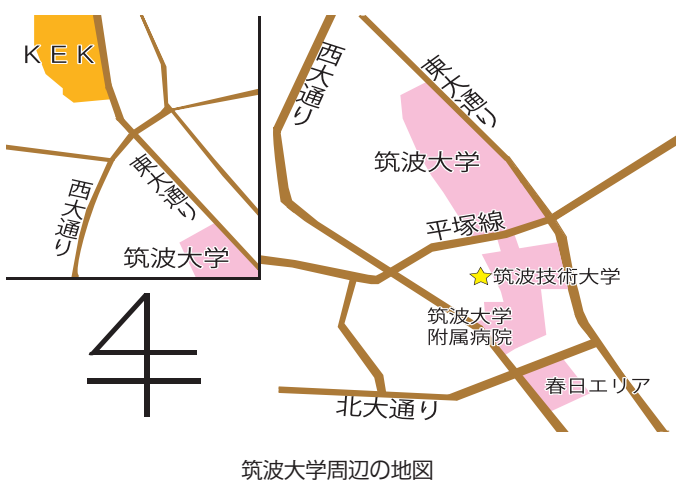 KEK
東大通り
西大通り
筑波大学
西大通り
東大通り
筑波大学
平塚線
筑波技術大学
筑波大学
附属病院
春日エリア
北大通り
筑波大学周辺の地図